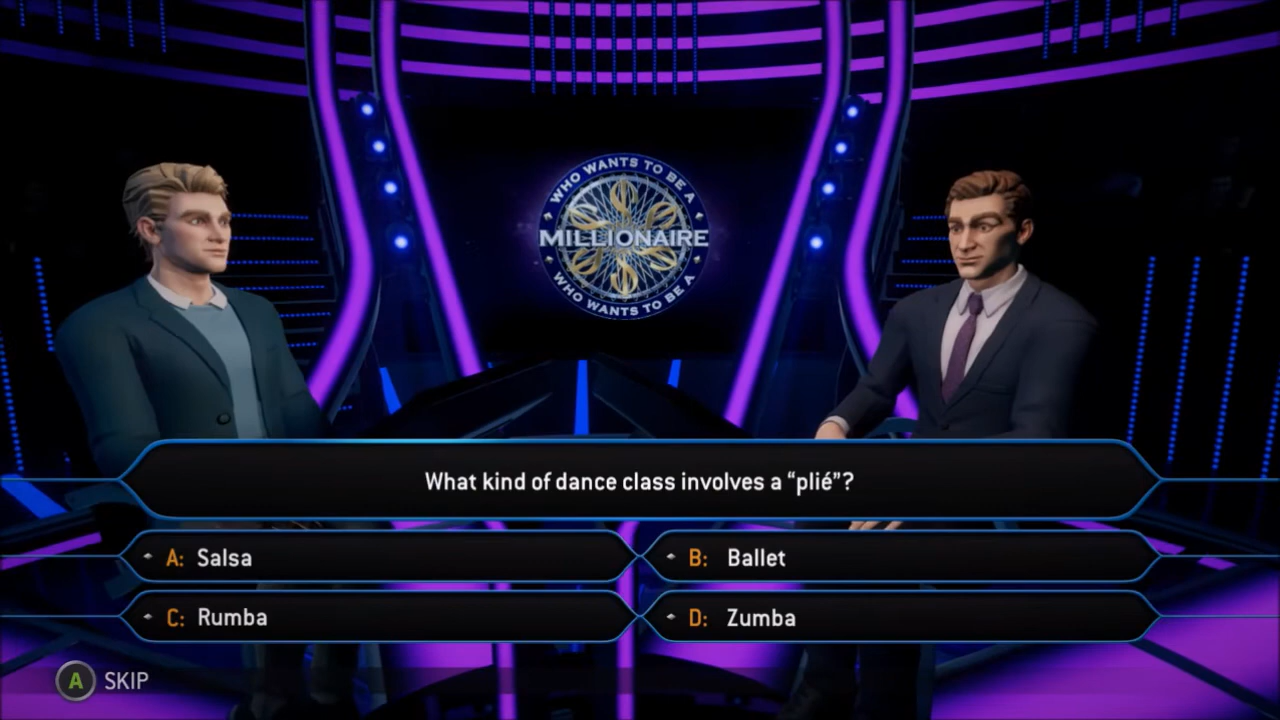 WHO WANTS TO BE A
MILLIONAIRE
WHO WANTS TO BE A
What kind of dance class involves a “plié”?
A: Salsa
B: Ballet
C: Rumba
D: Zumba
A SKIP